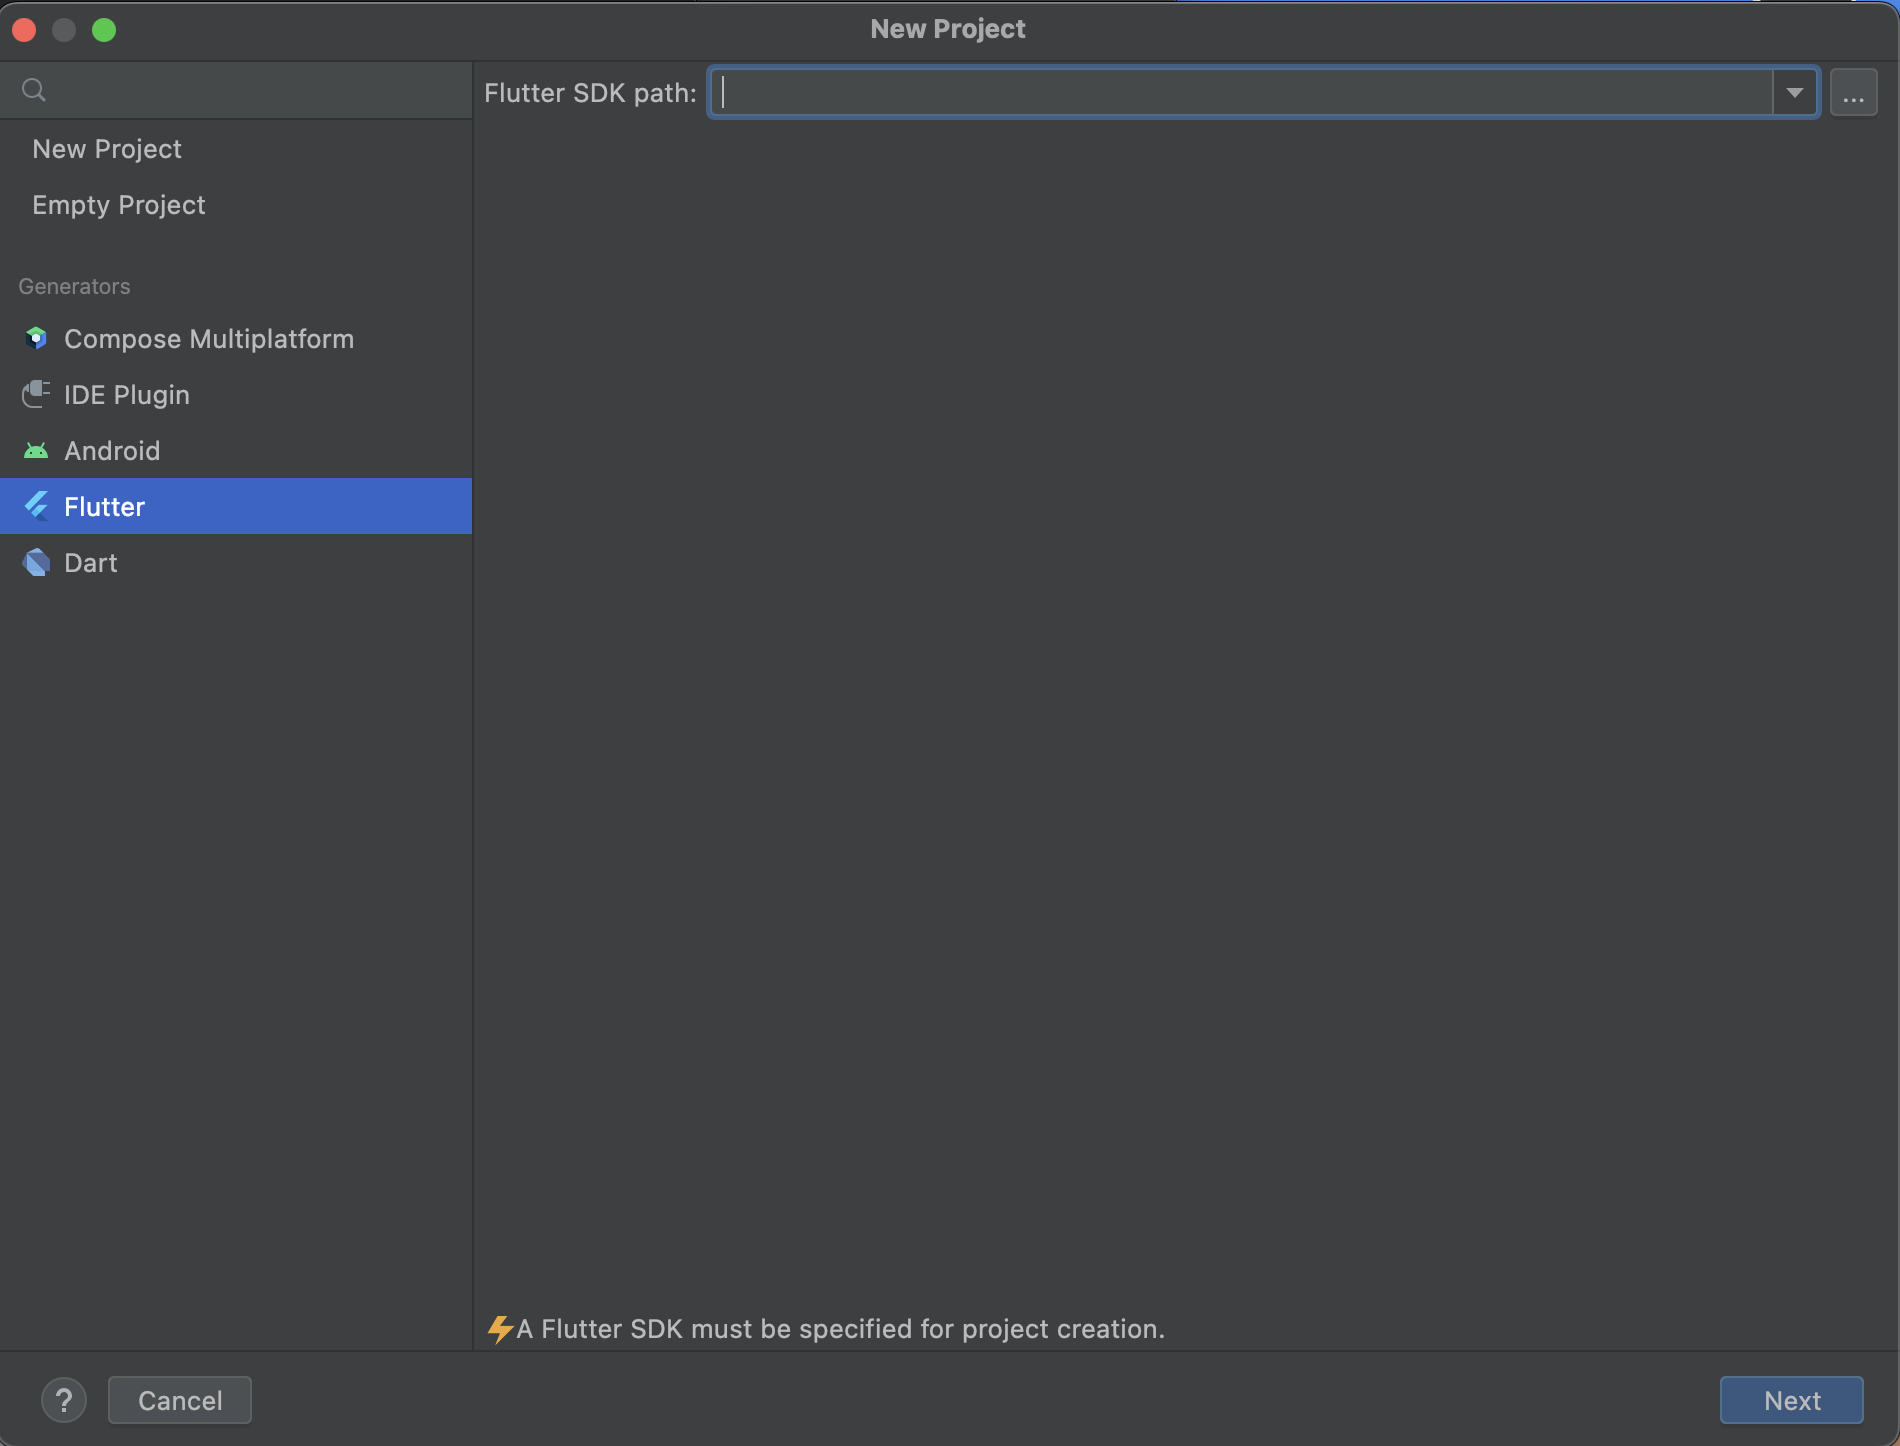 New Project
Flutter SDK path:
...
New Project
Empty Project
Generators
Compose Multiplatform
IDE Plugin
Android
Flutter
Dart
A Flutter SDK must be specified for project creation.
?
Cancel
Next